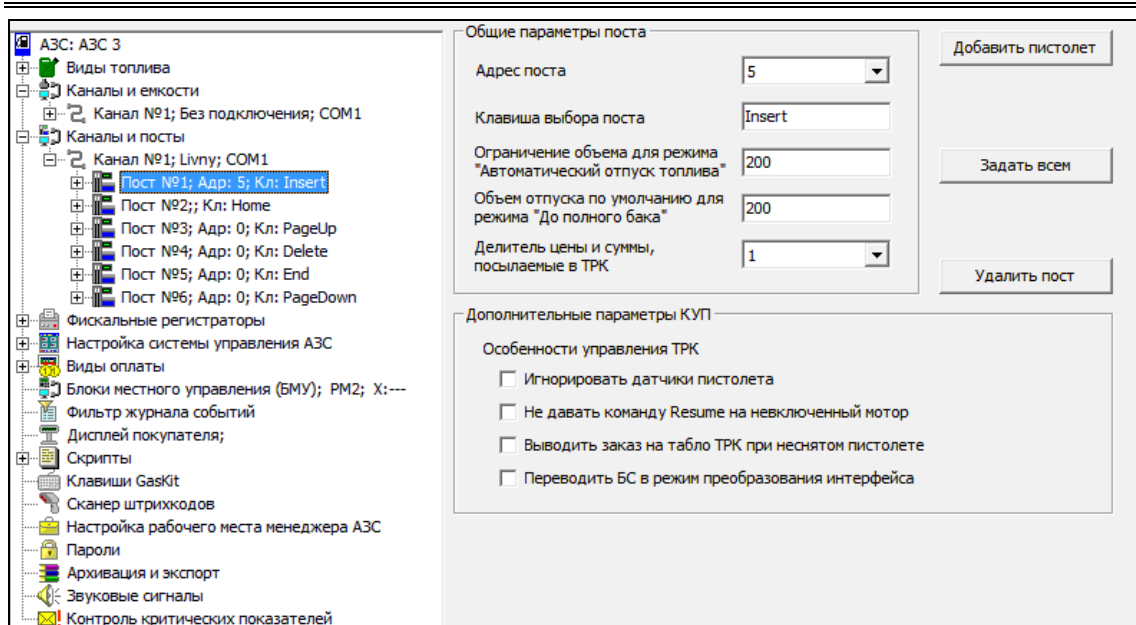 АЗС: АЗС 3
Виды топлива
Каналы и емкости
Канал №1; Без подключения; COM1
Каналы и посты
Канал №1; Livny; COM1
Пост №1; Адр: 5; Кл: Insert
Пост №2;; Кл: Home
Пост №3; Адр: 0; Кл: PageUp
Пост №4; Адр: 0; Кл: Delete
Пост №5; Адр: 0; Кл: End
Пост №6; Адр: 0; Кл: PageDown
Фискальные регистраторы
Настройка системы управления АЗС
Виды оплаты
Блоки местного управления (БМУ); РМ2; X:---
Фильтр журнала событий
Дисплей покупателя;
Скрипты
Клавиши GasKit
Сканер штрихкодов
Настройка рабочего места менеджера АЗС
Пароли
Архивация и экспорт
Звуковые сигналы
Контроль критических показателей
Общие параметры поста
Адрес поста
5
Клавиша выбора поста
Insert
Ограничение объема для режима
"Автоматический отпуск топлива"
200
Объем отпуска по умолчанию для
режима "До полного бака"
200
Делитель цены и суммы,
посылаемые в ТРК
1
Добавить пистолет
Задать всем
Удалить пост
Дополнительные параметры КУП
Особенности управления ТРК
Игнорировать датчики пистолета
Не давать команду Resume на невключенный мотор
Выводить заказ на табло ТРК при неснятом пистолете
Переводить БС в режим преобразования интерфейса